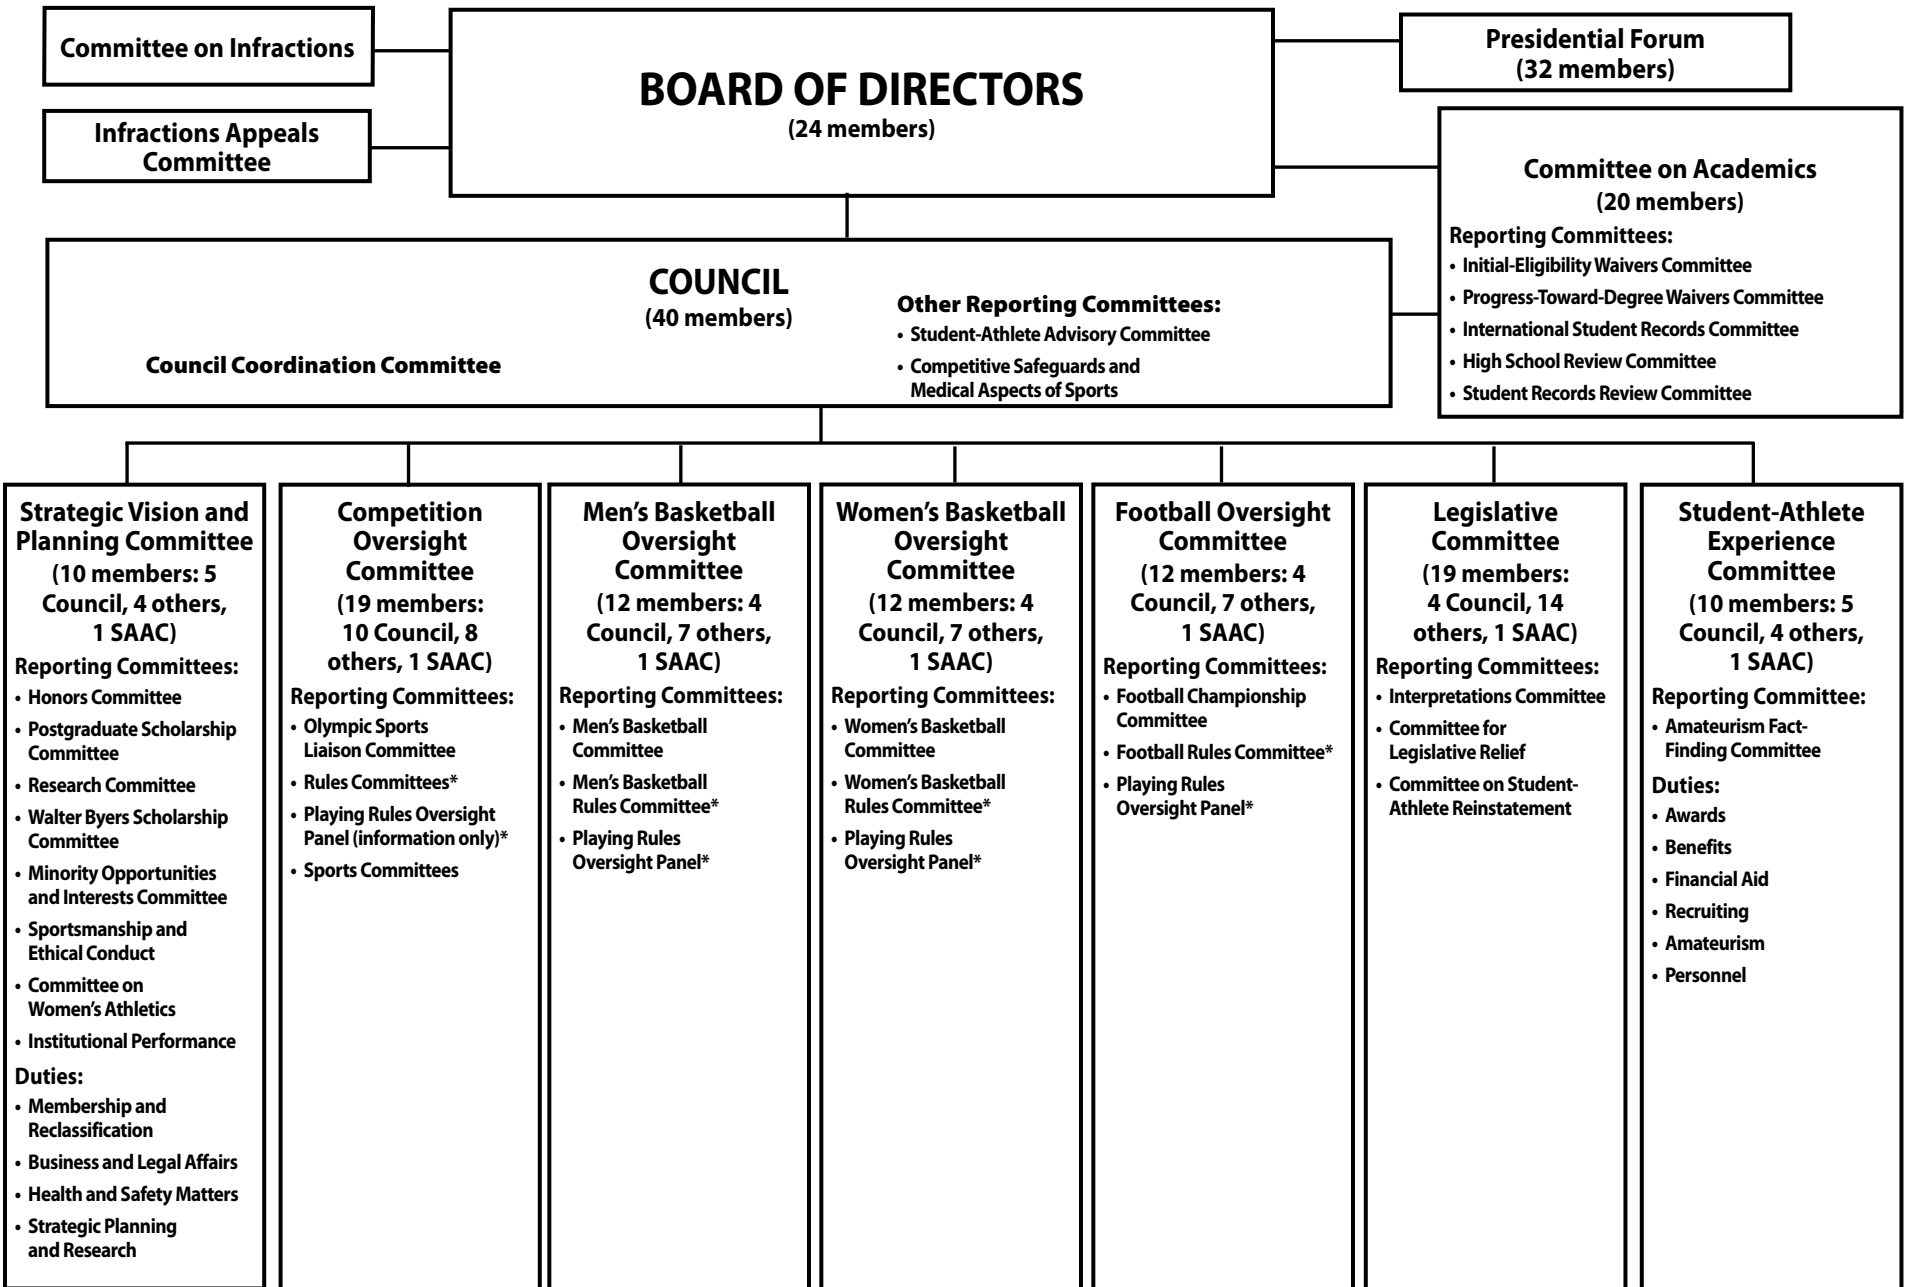 Committee on Infractions
Infractions Appeals
Committee
BOARD OF DIRECTORS
(24 members)
Presidential Forum
(32 members)
Committee on Academics
(20 members)
Reporting Committees:
• Initial-Eligibility Waivers Committee
• Progress-Toward-Degree Waivers Committee
• International Student Records Committee
• High School Review Committee
• Student Records Review Committee
COUNCIL
(40 members)
Council Coordination Committee
Other Reporting Committees:
• Student-Athlete Advisory Committee
• Competitive Safeguards and
Medical Aspects of Sports
Strategic Vision and
Planning Committee
(10 members: 5
Council, 4 others,
1 SAAC)
Reporting Committees:
• Honors Committee
• Postgraduate Scholarship
Committee
• Research Committee
• Walter Byers Scholarship
Committee
• Minority Opportunities
and Interests Committee
• Sportsmanship and
Ethical Conduct
• Committee on
Women’s Athletics
• Institutional Performance
Duties:
• Membership and
Reclassification
• Business and Legal Affairs
• Health and Safety Matters
• Strategic Planning
and Research
Competition
Oversight
Committee
(19 members:
10 Council, 8
others, 1 SAAC)
Reporting Committees:
• Olympic Sports
Liaison Committee
• Rules Committees*
• Playing Rules Oversight
Panel (information only)*
• Sports Committees
Men’s Basketball
Oversight
Committee
(12 members: 4
Council, 7 others,
1 SAAC)
Reporting Committees:
• Men’s Basketball
Committee
• Men’s Basketball
Rules Committee*
• Playing Rules
Oversight Panel*
Women’s Basketball
Oversight
Committee
(12 members: 4
Council, 7 others,
1 SAAC)
Reporting Committees:
• Women’s Basketball
Committee
• Women’s Basketball
Rules Committee*
• Playing Rules
Oversight Panel*
Football Oversight
Committee
(12 members: 4
Council, 7 others,
1 SAAC)
Reporting Committees:
• Football Championship
Committee
• Football Rules Committee*
• Playing Rules
Oversight Panel*
Legislative
Committee
(19 members:
4 Council, 14
others, 1 SAAC)
Reporting Committees:
• Interpretations Committee
• Committee for
Legislative Relief
• Committee on Student-
Athlete Reinstatement
Student-Athlete
Experience
Committee
(10 members: 5
Council, 4 others,
1 SAAC)
Reporting Committee:
• Amateurism Fact-
Finding Committee
Duties:
• Awards
• Benefits
• Financial Aid
• Recruiting
• Amateurism
• Personnel